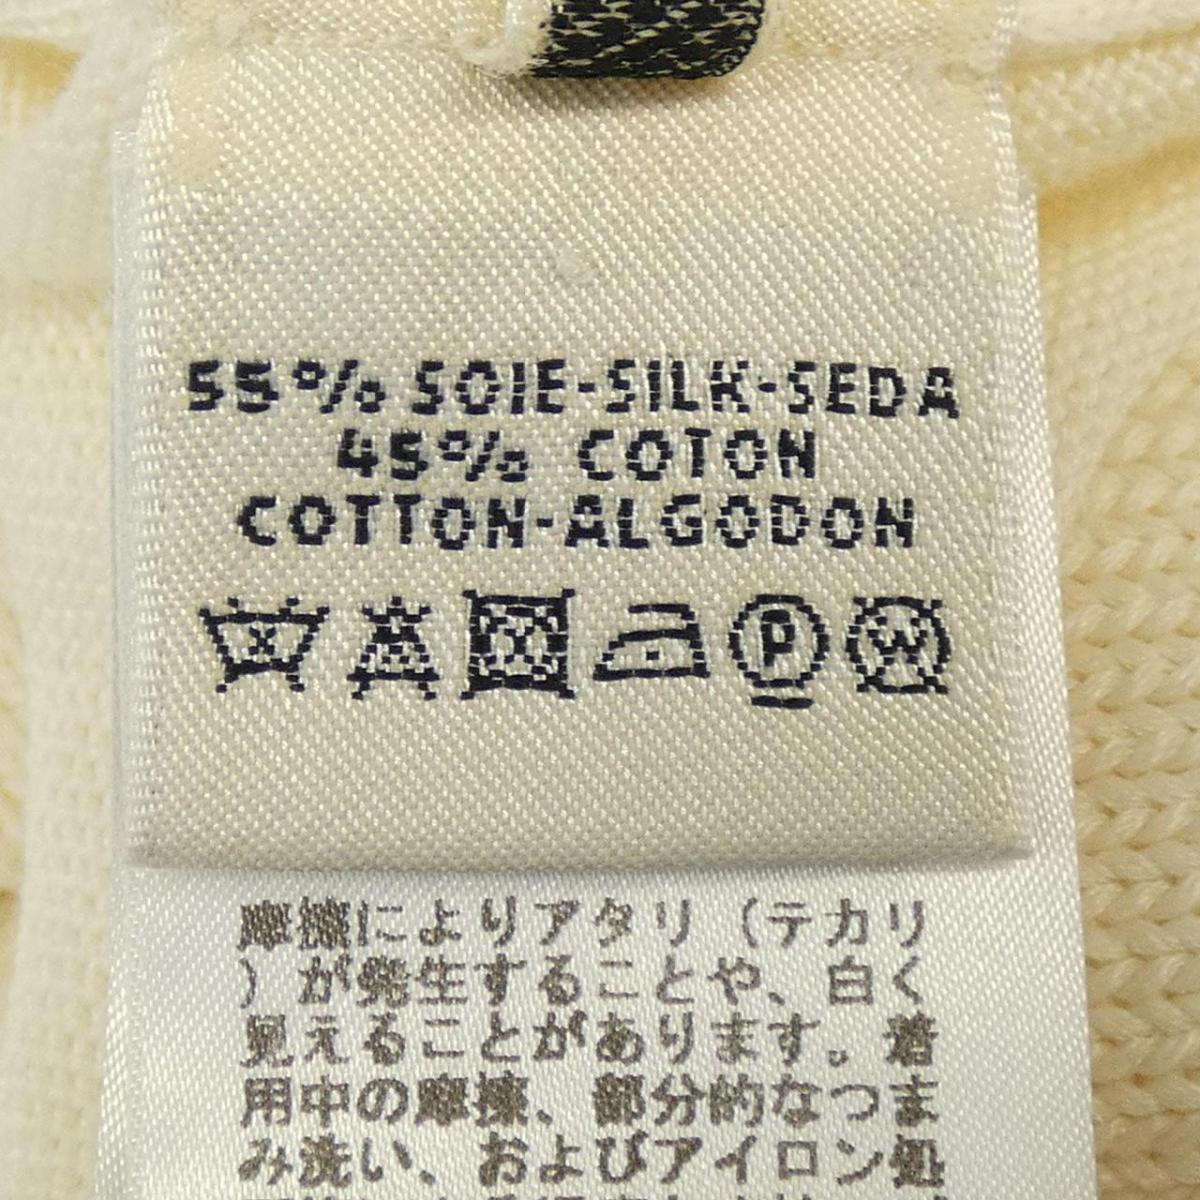 55% SOIE-SILK-SEDA
45% COTON
COTTON-ALGODON
P W
摩擦によりアタリ（テカリ
）が発生することや、白く
見えることがあります。着
用中の摩擦、部分的なつま
み洗い、およびアイロン処